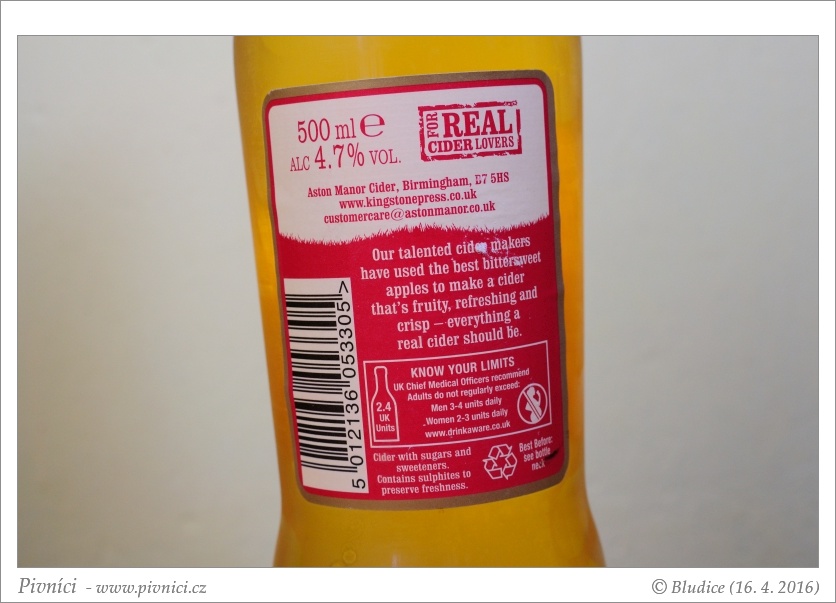 500 ml e
ALC 4.7% VOL.
FOR REAL
CIDER LOVERS
Aston Manor Cider, Birmingham, B7 5HS
www.kingstonepress.co.uk
customercare@astonmanor.co.uk
Our talented cider makers
have used the best bittersweet
apples to make a cider
that's fruity, refreshing and
crisp – everything a
real cider should be.
5 012136 053305 >
KNOW YOUR LIMITS
UK Chief Medical Officers recommend
Adults do not regularly exceed:
Men 3-4 units daily
Women 2-3 units daily
www.drinkaware.co.uk
2.4
UK
Units
Cider with sugars and
sweeteners.
Contains sulphites to
preserve freshness.
Best Before:
see bottle
neck
Pivníci - www.pivnici.cz
© Bludice (16. 4. 2016)